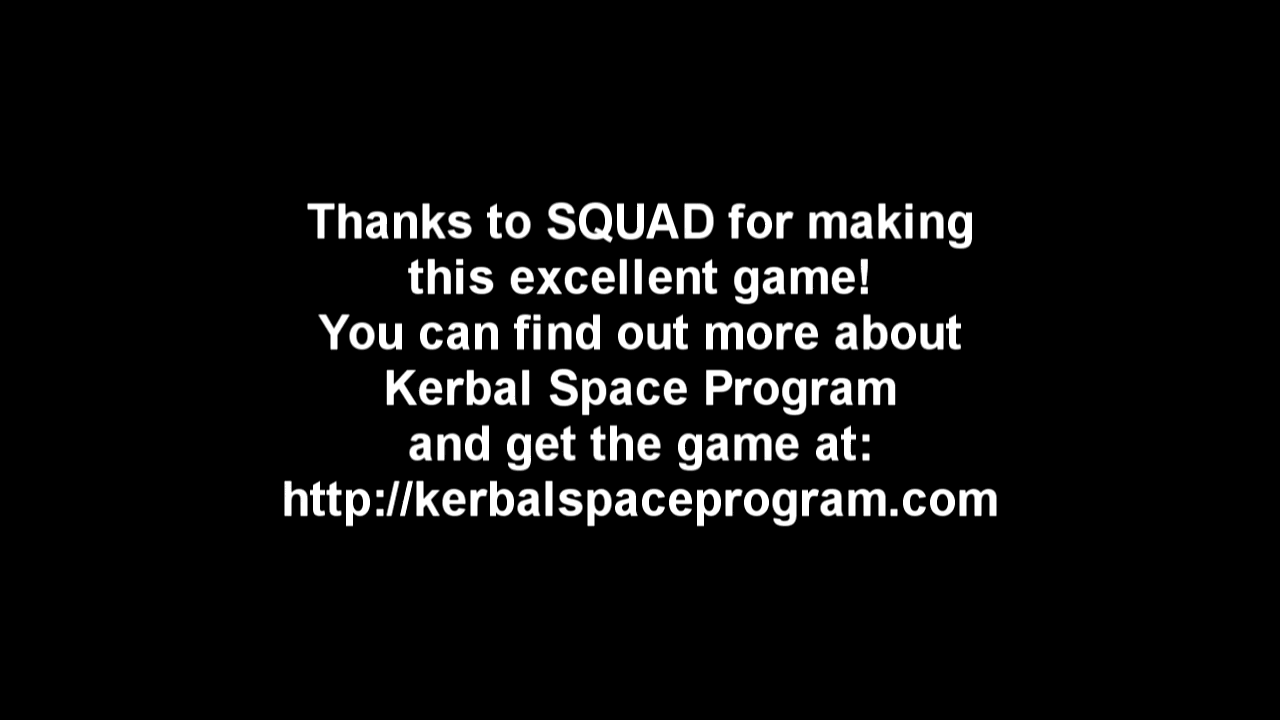 Thanks to SQUAD for making
this excellent game!
You can find out more about
Kerbal Space Program
and get the game at:
http://kerbalspaceprogram.com